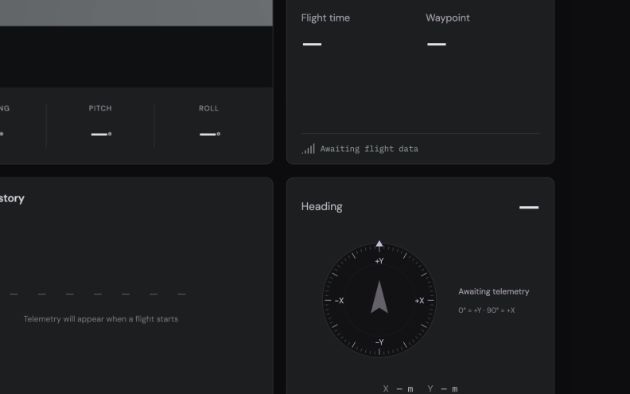 Flight time
Waypoint
—
—
NG
PITCH
ROLL
°
—°
—°
Awaiting flight data
story
— — — — — — —
Telemetry will appear when a flight starts
Heading
—
+Y
-X
+X
-Y
Awaiting telemetry
0° = +Y · 90° = +X
X — m Y — m